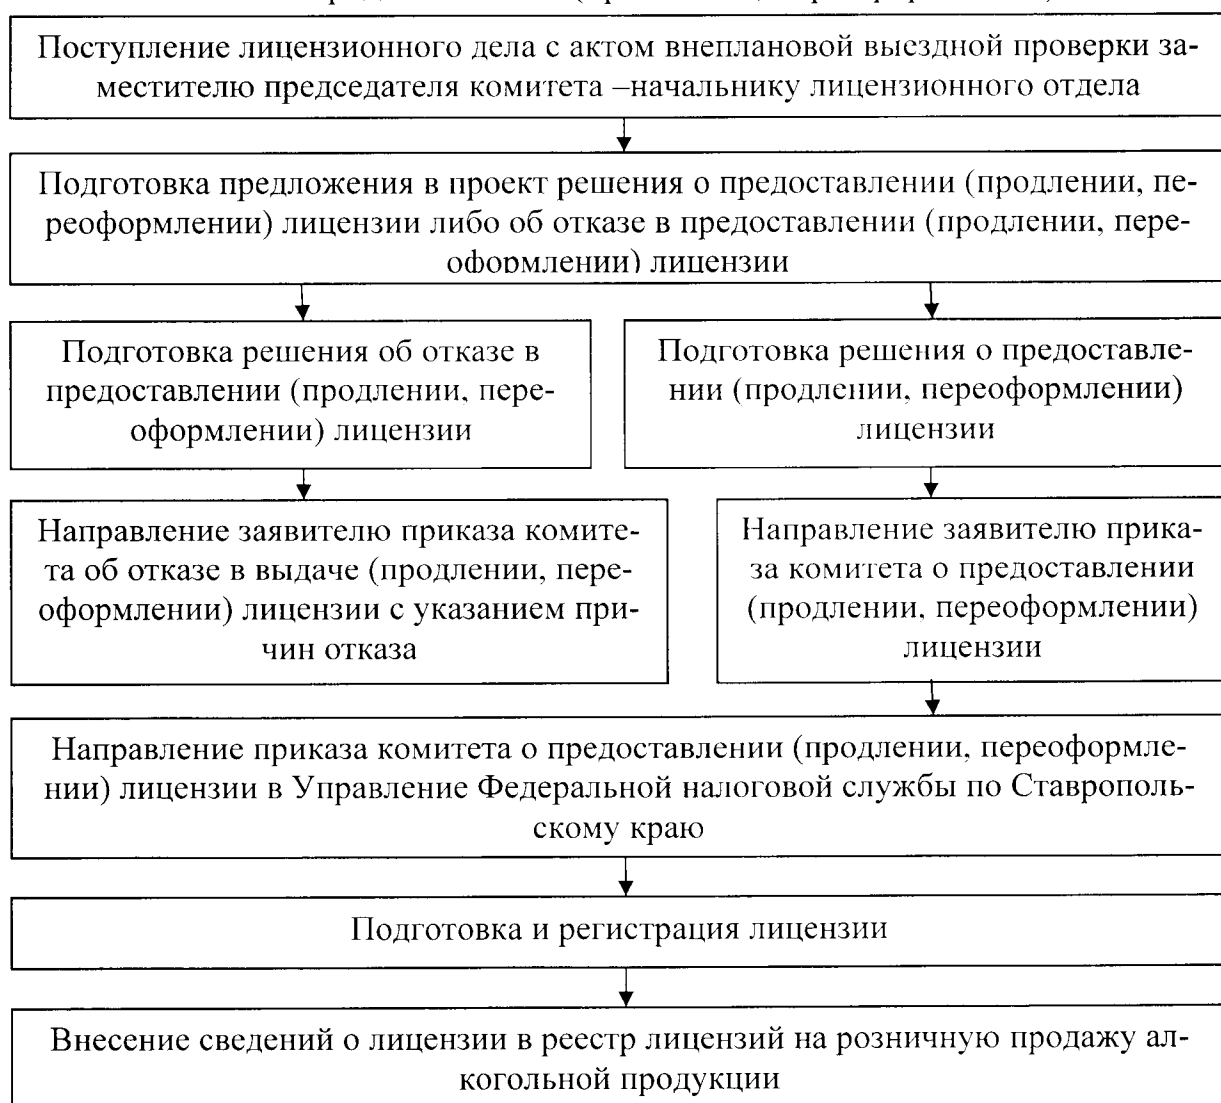 Поступление лицензионного дела с актом внеплановой выездной проверки за-
местителю председателя комитета –начальнику лицензионного отдела
Подготовка предложения в проект решения о предоставлении (продлении, пе-
реоформлении) лицензии либо об отказе в предоставлении (продлении, пере-
оформлении) лицензии
Подготовка решения об отказе в
предоставлении (продлении, пере-
оформлении) лицензии
Подготовка решения о предоставле-
нии (продлении, переоформлении)
лицензии
Направление заявителю приказа комите-
та об отказе в выдаче (продлении, пере-
оформлении) лицензии с указанием при-
чин отказа
Направление заявителю прика-
за комитета о предоставлении
(продлении, переоформлении)
лицензии
Направление приказа комитета о предоставлении (продлении, переоформле-
нии) лицензии в Управление Федеральной налоговой службы по Ставрополь-
скому краю
Подготовка и регистрация лицензии
Внесение сведений о лицензии в реестр лицензий на розничную продажу ал-
когольной продукции